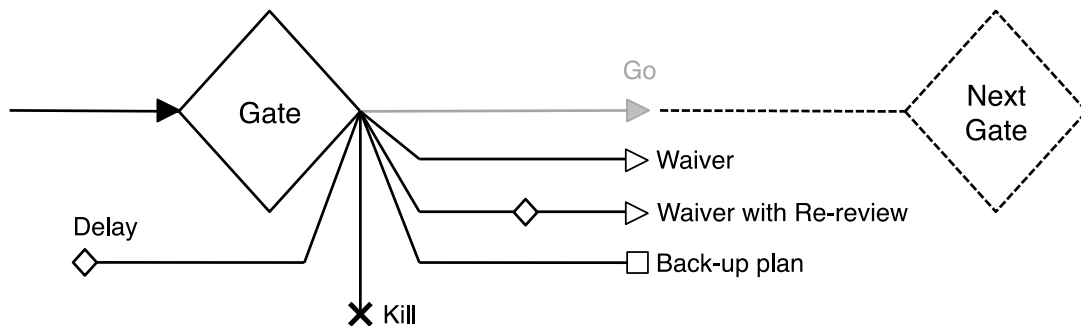 Go
Gate
Next
Gate
Waiver
Waiver with Re-review
Delay
Back-up plan
Kill